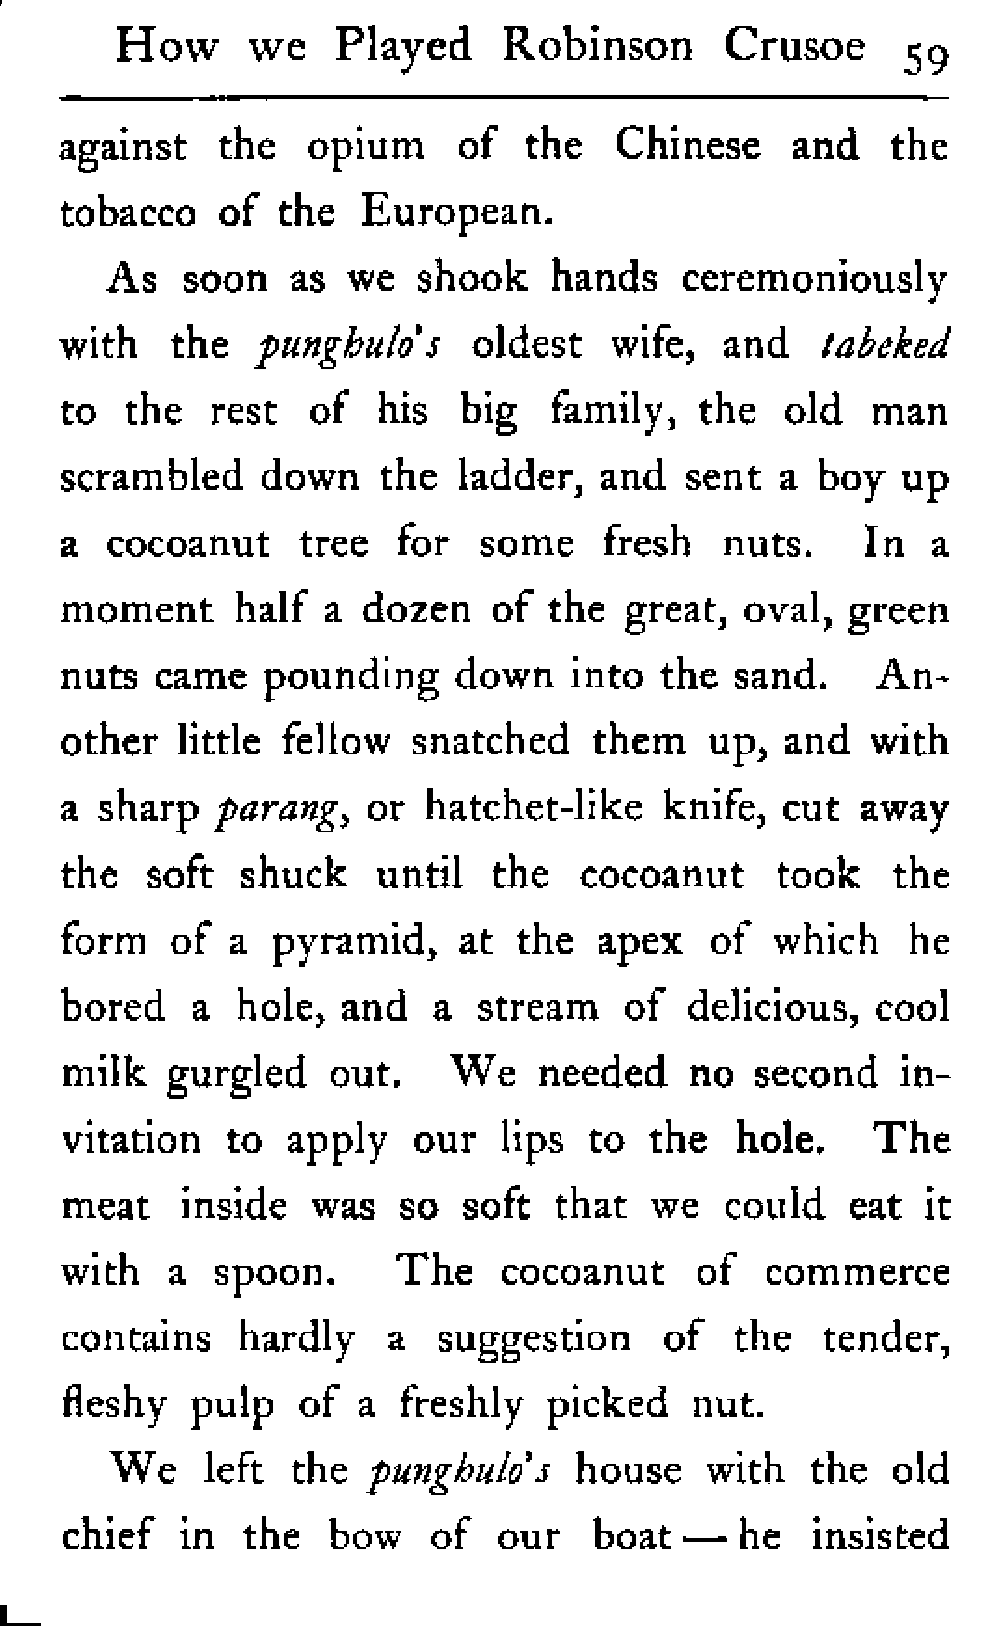 How we Played Robinson Crusoe 59
against the opium of the Chinese and the
tobacco of the European.
As soon as we shook hands ceremoniously
with the punghulo's oldest wife, and tabeked
to the rest of his big family, the old man
scrambled down the ladder, and sent a boy up
a cocoanut tree for some fresh nuts. In a
moment half a dozen of the great, oval, green
nuts came pounding down into the sand. An-
other little fellow snatched them up, and with
a sharp parang, or hatchet-like knife, cut away
the soft shuck until the cocoanut took the
form of a pyramid, at the apex of which he
bored a hole, and a stream of delicious, cool
milk gurgled out. We needed no second in-
vitation to apply our lips to the hole. The
meat inside was so soft that we could eat it
with a spoon. The cocoanut of commerce
contains hardly a suggestion of the tender,
fleshy pulp of a freshly picked nut.
We left the punghulo's house with the old
chief in the bow of our boat — he insisted